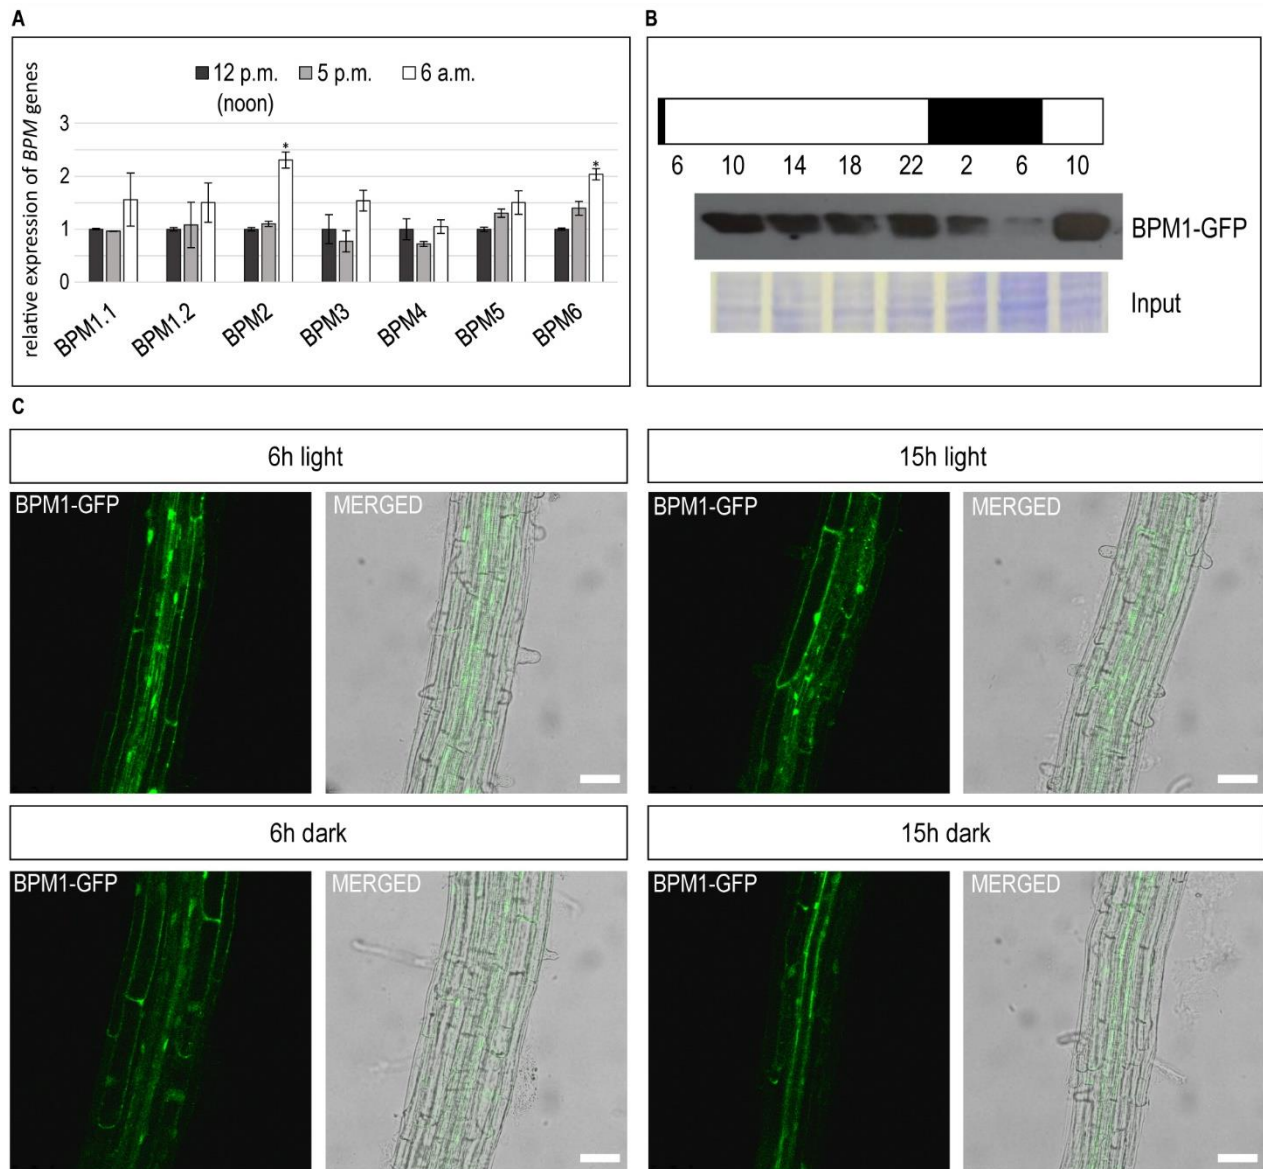 A
12 p.m.
(noon)
5 p.m.
6 a.m.
relative expression of BPM genes
3
2
1
0
*
*
BPM1.1
BPM1.2
BPM2
BPM3
BPM4
BPM5
BPM6
B
6 10 14 18 22 2 6 10
BPM1-GFP
Input
C
6h light
15h light
BPM1-GFP
MERGED
BPM1-GFP
MERGED
6h dark
15h dark
BPM1-GFP
MERGED
BPM1-GFP
MERGED